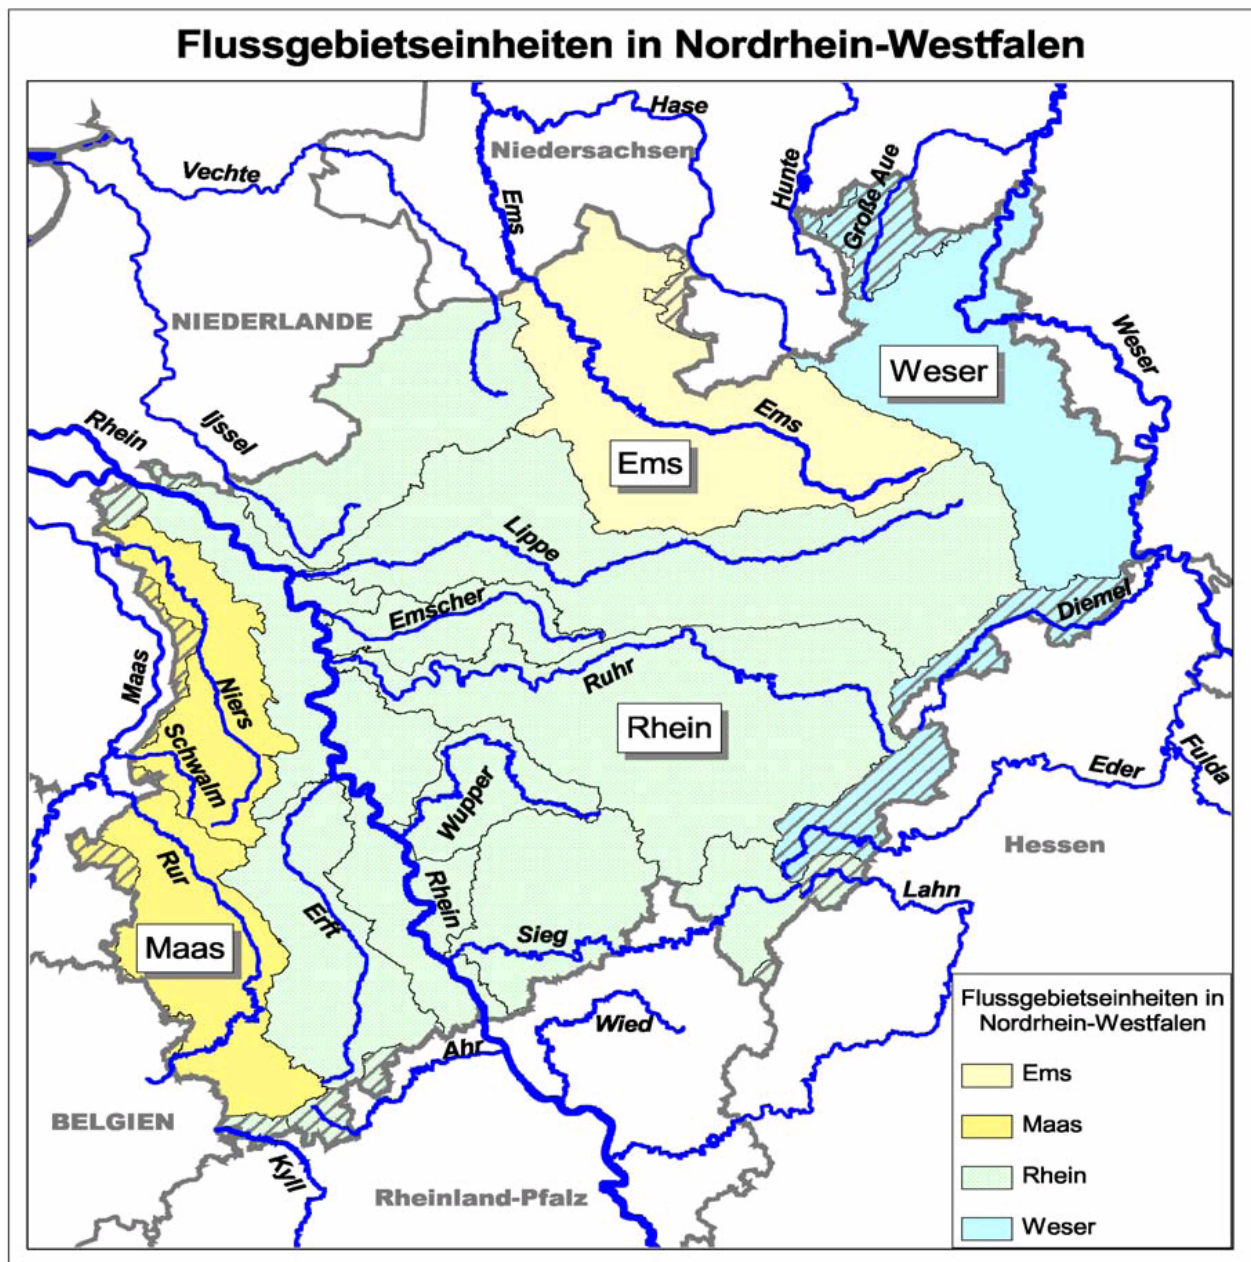 Flussgebietseinheiten in Nordrhein-Westfalen
Hase
Niedersachsen
Vechte
Hunte
Große Aue
Ems
NIEDERLANDE
Weser
Weser
Rhein
Ijssel
Ems
Ems
Lippe
Emscher
Diemel
Maas
Niers
Ruhr
Schwalm
Rhein
Wupper
Eder
Fulda
Hessen
Rur
Rhein
Lahn
Erft
Maas
Sieg
Wied
Ahr
BELGIEN
Kyll
Rheinland-Pfalz
Flussgebietseinheiten in
Nordrhein-Westfalen
Ems
Maas
Rhein
Weser